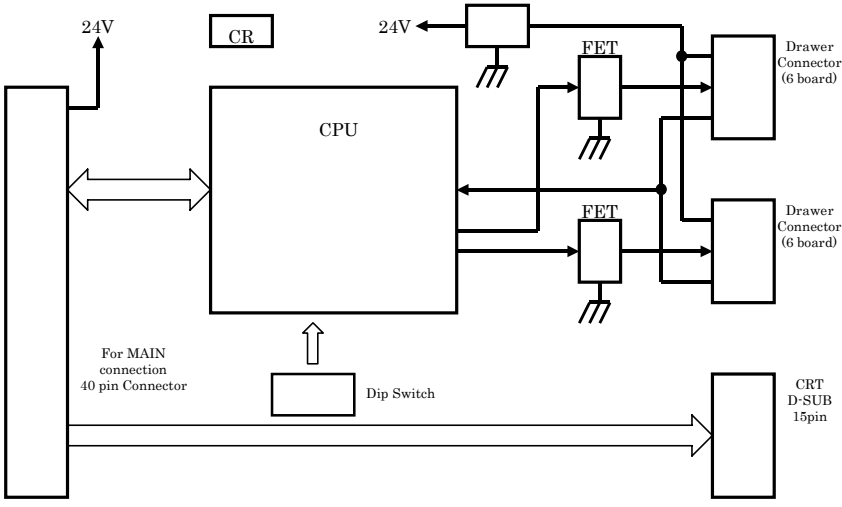 24V
CR
24V
FET
Drawer
Connector
(6 board)
CPU
FET
Drawer
Connector
(6 board)
For MAIN
connection
40 pin Connector
Dip Switch
CRT
D-SUB
15pin